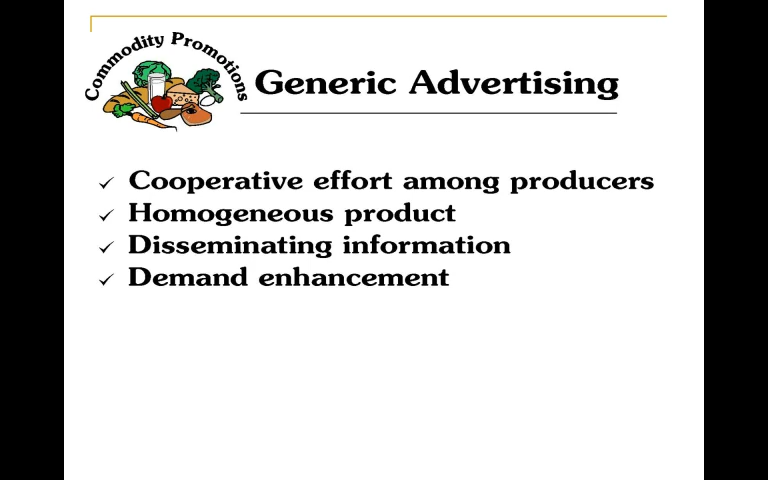 Commodity Promotions
Generic Advertising
✓ Cooperative effort among producers
✓ Homogeneous product
✓ Disseminating information
✓ Demand enhancement